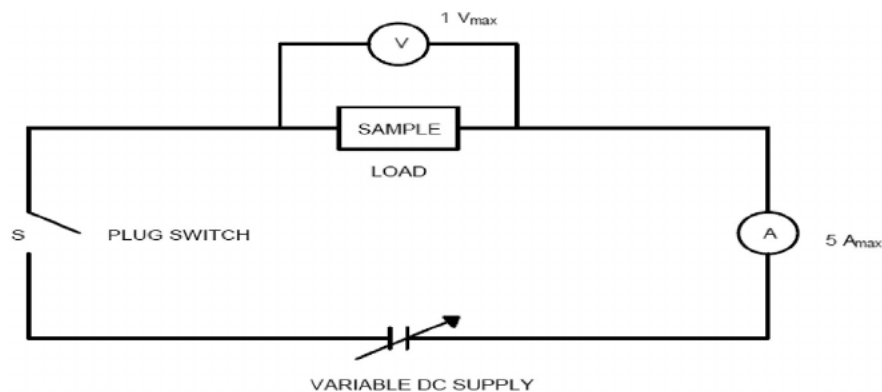 1 Vmax
V
SAMPLE
LOAD
S PLUG SWITCH
A
5 Amax
VARIABLE DC SUPPLY